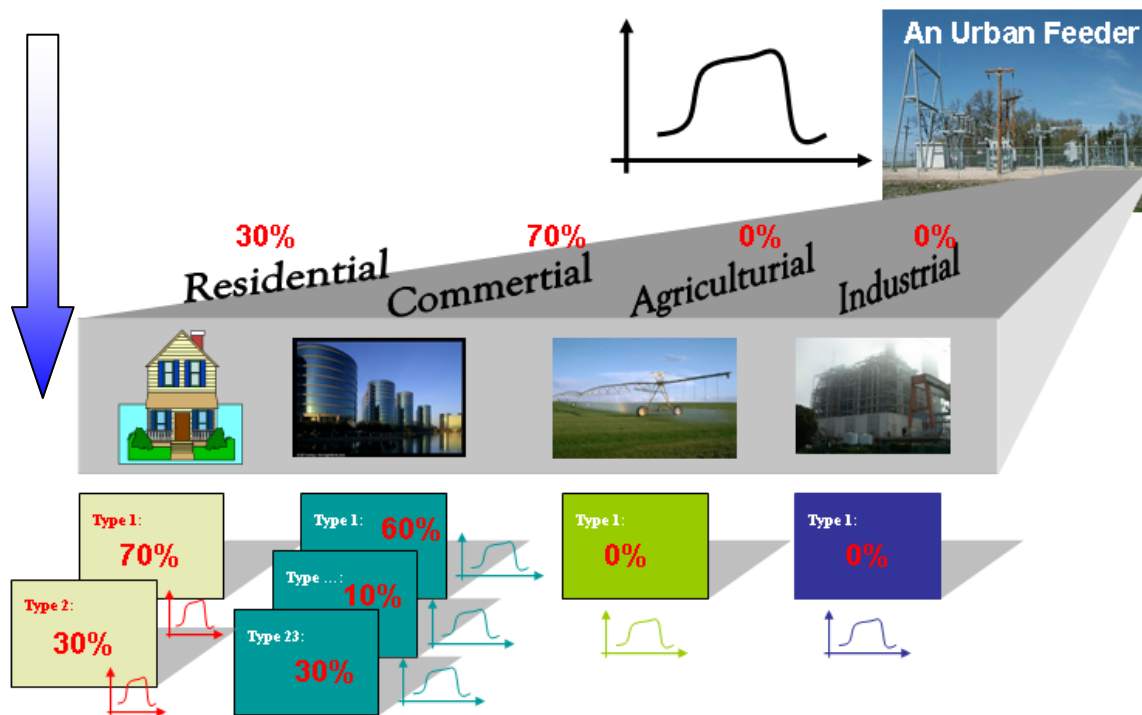 An Urban Feeder
30% 70% 0% 0%
Residential Commertial Agriculturial Industrial
Type 1:
70%
Type 2:
30%
Type 1:
60%
Type ...:
10%
Type 23:
30%
Type 1:
0%
Type 1:
0%